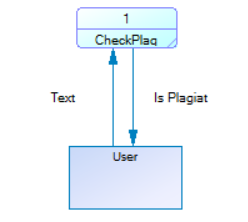 1
CheckPlag
Text Is Plagiat
User